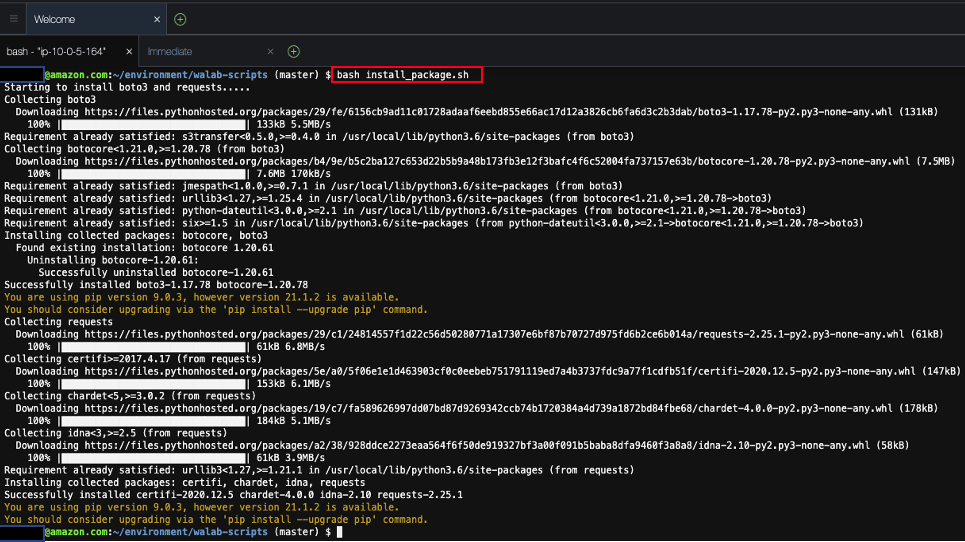 Welcome
bash - "ip-10-0-5-164"
Immediate
@amazon.com:~/environment/walab-scripts (master) $ bash install_package.sh
Starting to install boto3 and requests.....
Collecting boto3
Downloading https://files.pythonhosted.org/packages/29/fe/6156cb9ad11c01728adaaf6eebd855e66ac17d12a3826cb6fa6d3c2b3dab/boto3-1.17.78-py2.py3-none-any.whl (131kB)
100% |████████████████████████████████| 133kB 5.5MB/s
Requirement already satisfied: s3transfer<0.5.0,>=0.4.0 in /usr/local/lib/python3.6/site-packages (from boto3)
Collecting botocore<1.21.0,>=1.20.78 (from boto3)
Downloading https://files.pythonhosted.org/packages/b4/9e/b5c2ba127c653d22b5b9a48b173fb3e12f3bafc4f6c52004fa737157e63b/botocore-1.20.78-py2.py3-none-any.whl (7.5MB)
100% |████████████████████████████████| 7.6MB 170kB/s
Requirement already satisfied: jmespath<1.0.0,>=0.7.1 in /usr/local/lib/python3.6/site-packages (from boto3)
Requirement already satisfied: urllib3<1.27,>=1.25.4 in /usr/local/lib/python3.6/site-packages (from botocore<1.21.0,>=1.20.78->boto3)
Requirement already satisfied: python-dateutil<3.0.0,>=2.1 in /usr/local/lib/python3.6/site-packages (from botocore<1.21.0,>=1.20.78->boto3)
Requirement already satisfied: six>=1.5 in /usr/local/lib/python3.6/site-packages (from python-dateutil<3.0.0,>=2.1->botocore<1.21.0,>=1.20.78->boto3)
Installing collected packages: botocore, boto3
Found existing installation: botocore 1.20.61
Uninstalling botocore-1.20.61:
Successfully uninstalled botocore-1.20.61
Successfully installed boto3-1.17.78 botocore-1.20.78
You are using pip version 9.0.3, however version 21.1.2 is available.
You should consider upgrading via the 'pip install --upgrade pip' command.
Collecting requests
Downloading https://files.pythonhosted.org/packages/29/c1/24814557f1d22c56d50280771a17307e6bf87b70727d975fd6b2ce6b014a/requests-2.25.1-py2.py3-none-any.whl (61kB)
100% |████████████████████████████████| 61kB 6.8MB/s
Collecting certifi>=2017.4.17 (from requests)
Downloading https://files.pythonhosted.org/packages/5e/a0/5f06e1e1d463903cf0c0eebeb751791119ed7a4b3737fdc9a77f1cdfb51f/certifi-2020.12.5-py2.py3-none-any.whl (147kB)
100% |████████████████████████████████| 153kB 6.1MB/s
Collecting chardet<5,>=3.0.2 (from requests)
Downloading https://files.pythonhosted.org/packages/19/c7/fa589626997dd07bd87d9269342ccb74b1720384a4d739a1872bd84fbe68/chardet-4.0.0-py2.py3-none-any.whl (178kB)
100% |████████████████████████████████| 184kB 5.1MB/s
Collecting idna<3,>=2.5 (from requests)
Downloading https://files.pythonhosted.org/packages/a2/38/928ddce2273eaa564f6f50de919327bf3a00f091b5baba8dfa9460f3a8a8/idna-2.10-py2.py3-none-any.whl (58kB)
100% |████████████████████████████████| 61kB 3.9MB/s
Requirement already satisfied: urllib3<1.27,>=1.21.1 in /usr/local/lib/python3.6/site-packages (from requests)
Installing collected packages: certifi, chardet, idna, requests
Successfully installed certifi-2020.12.5 chardet-4.0.0 idna-2.10 requests-2.25.1
You are using pip version 9.0.3, however version 21.1.2 is available.
You should consider upgrading via the 'pip install --upgrade pip' command.
@amazon.com:~/environment/walab-scripts (master) $